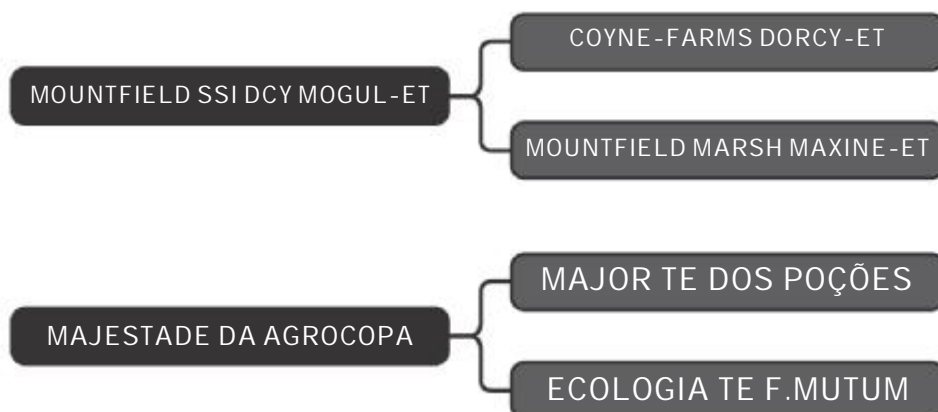 COYNE-FARMS DORCY-ET
MOUNTFIELD SSI DCY MOGUL-ET
MOUNTFIELD MARSH MAXINE-ET
MAJOR TE DOS POÇÕES
MAJESTADE DA AGROCOPA
ECOLOGIA TE F.MUTUM